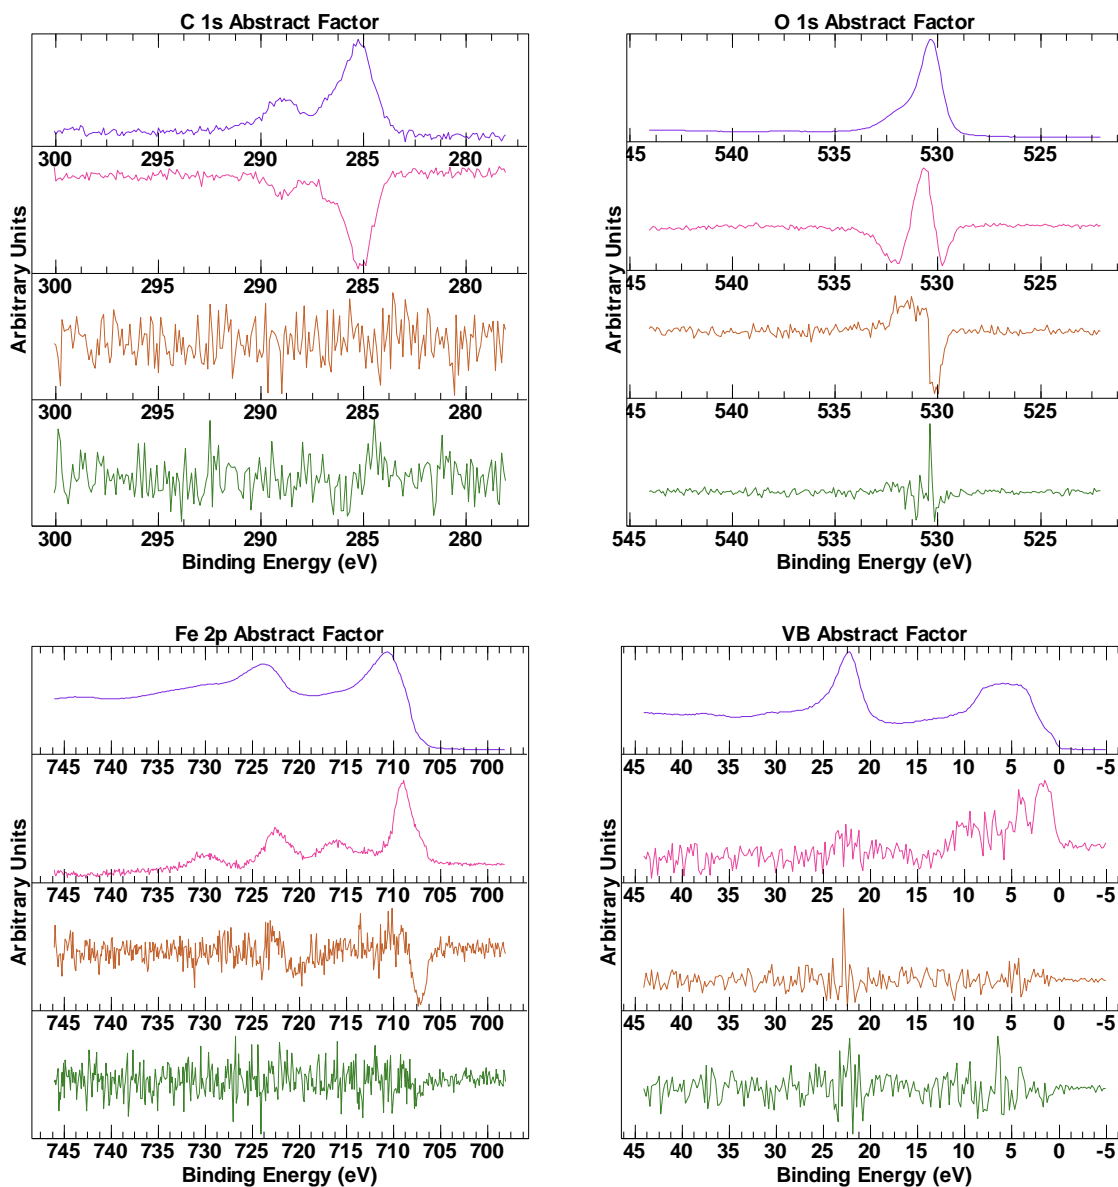 C 1s Abstract Factor
300 295 290 285 280
300 295 290 285 280
300 295 290 285 280
300 295 290 285 280
Binding Energy (eV)
Arbitrary Units
O 1s Abstract Factor
45 540 535 530 525
45 540 535 530 525
45 540 535 530 525
545 540 535 530 525
Binding Energy (eV)
Arbitrary Units
Fe 2p Abstract Factor
745 740 735 730 725 720 715 710 705 700
745 740 735 730 725 720 715 710 705 700
745 740 735 730 725 720 715 710 705 700
745 740 735 730 725 720 715 710 705 700
Binding Energy (eV)
Arbitrary Units
VB Abstract Factor
45 40 35 30 25 20 15 10 5 0 -5
45 40 35 30 25 20 15 10 5 0 -5
45 40 35 30 25 20 15 10 5 0 -5
45 40 35 30 25 20 15 10 5 0 -5
Binding Energy (eV)
Arbitrary Units